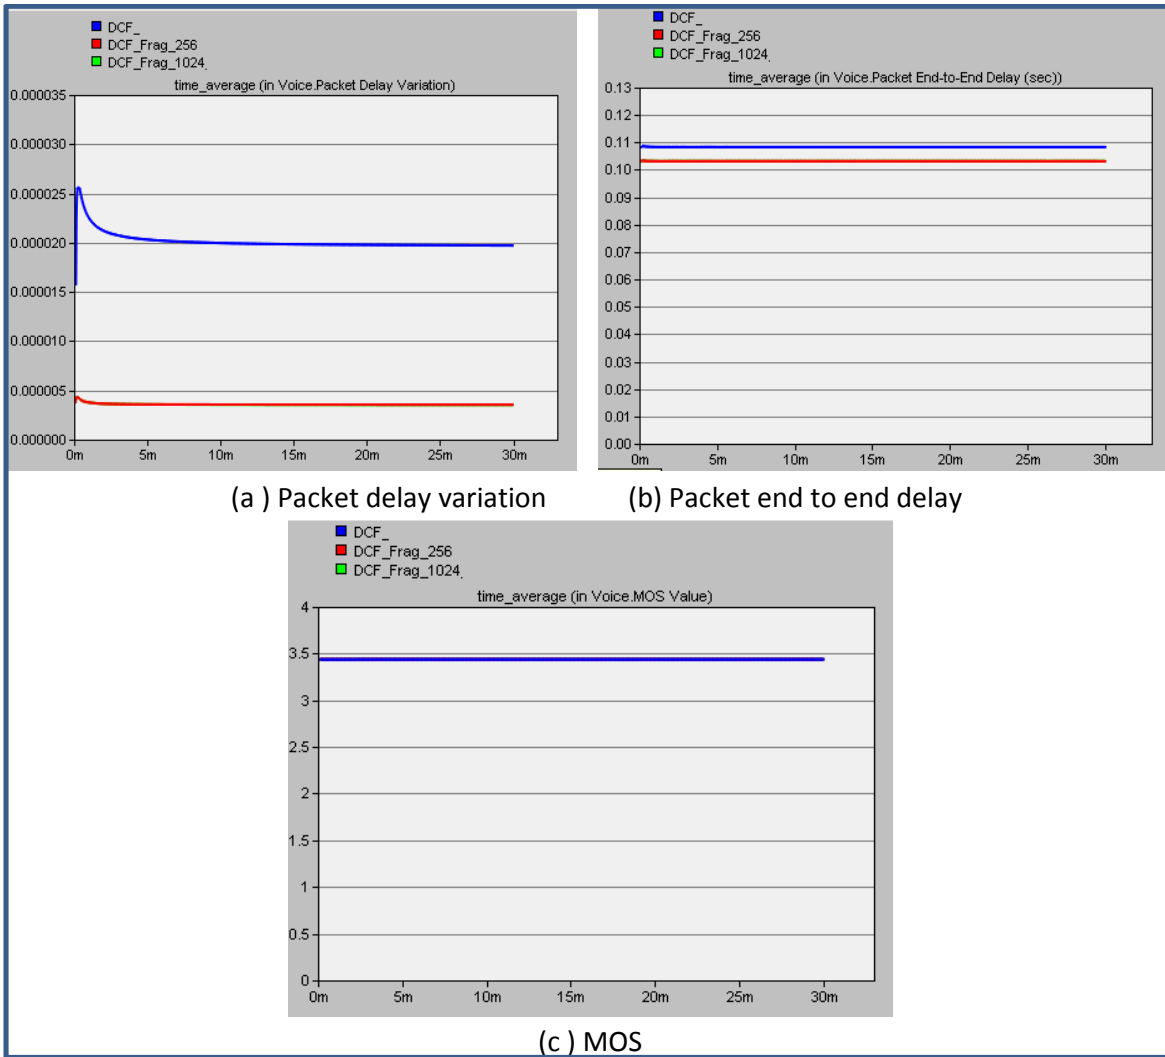 DCF_
DCF_Frag_256
DCF_Frag_1024.
time_average (in Voice.Packet Delay Variation)
0.000035
0.000030
0.000025
0.000020
0.000015
0.000010
0.000005
0.000000
0m 5m 10m 15m 20m 25m 30m
DCF_
DCF_Frag_256
DCF_Frag_1024.
time_average (in Voice.Packet End-to-End Delay (sec))
0.13
0.12
0.11
0.10
0.09
0.08
0.07
0.06
0.05
0.04
0.03
0.02
0.01
0.00
0m 5m 10m 15m 20m 25m 30m
(a ) Packet delay variation
(b) Packet end to end delay
DCF_
DCF_Frag_256
DCF_Frag_1024.
time_average (in Voice.MOS Value)
4
3.5
3
2.5
2
1.5
1
0.5
0
0m 5m 10m 15m 20m 25m 30m
(c ) MOS